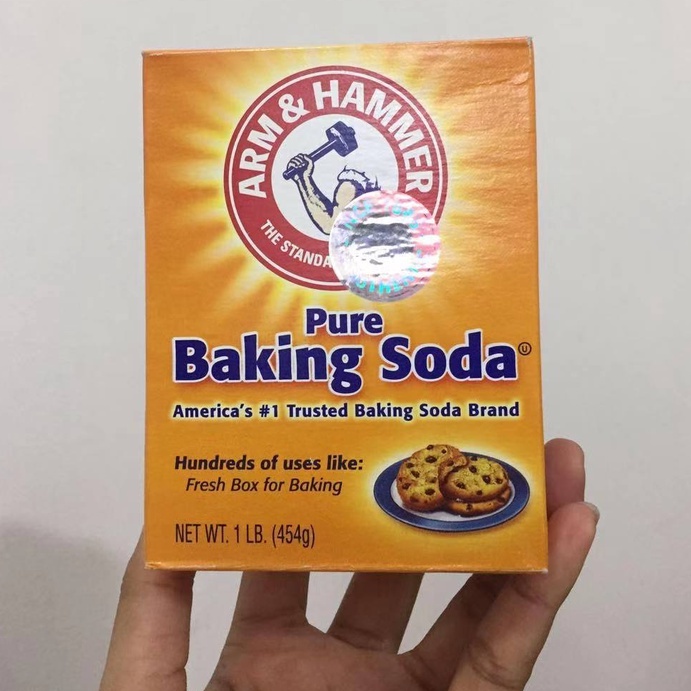 ARM & HAMMER
THE STANDA
Pure
Baking Soda Ⓤ
America's #1 Trusted Baking Soda Brand
Hundreds of uses like:
Fresh Box for Baking
NET WT. 1 LB. (454g)